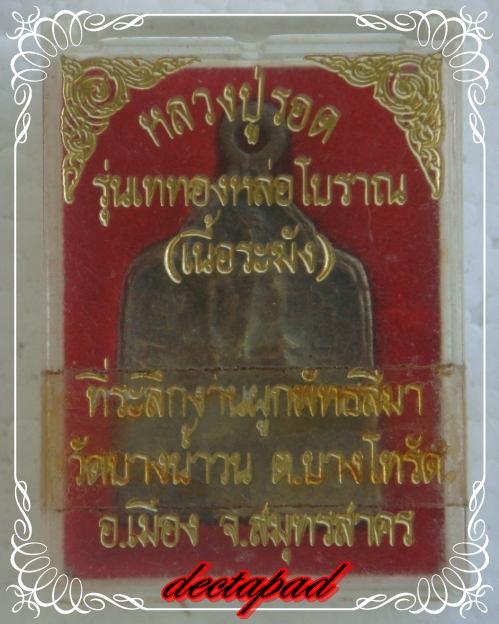 หลวงปู่รอด
รุ่นเททองหล่อโบราณ
(เนื้อระฆัง)
ที่ระลึกงานผูกพัทธสีมา
วัดบางน้ำวน ต.บางโทรัด
อ.เมือง จ.สมุทรสาคร
dectapad